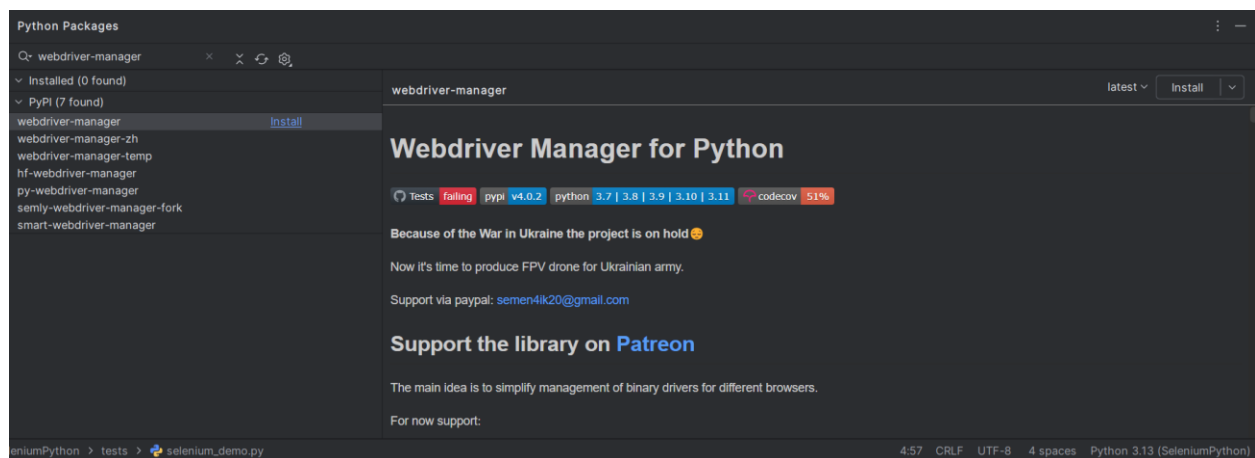 Python Packages
webdriver-manager
Installed (0 found)
PyPI (7 found)
webdriver-manager Install
webdriver-manager-zh
webdriver-manager-temp
hf-webdriver-manager
py-webdriver-manager
semly-webdriver-manager-fork
smart-webdriver-manager
webdriver-manager latest Install
Webdriver Manager for Python
Tests failing pypi v4.0.2 python 3.7 | 3.8 | 3.9 | 3.10 | 3.11 codecov 51%
Because of the War in Ukraine the project is on hold😔
Now it's time to produce FPV drone for Ukrainian army.
Support via paypal: semen4ik20@gmail.com
Support the library on Patreon
The main idea is to simplify management of binary drivers for different browsers.
For now support:
eniumPython > tests > selenium_demo.py 4:57 CRLF UTF-8 4 spaces Python 3.13 (SeleniumPython)